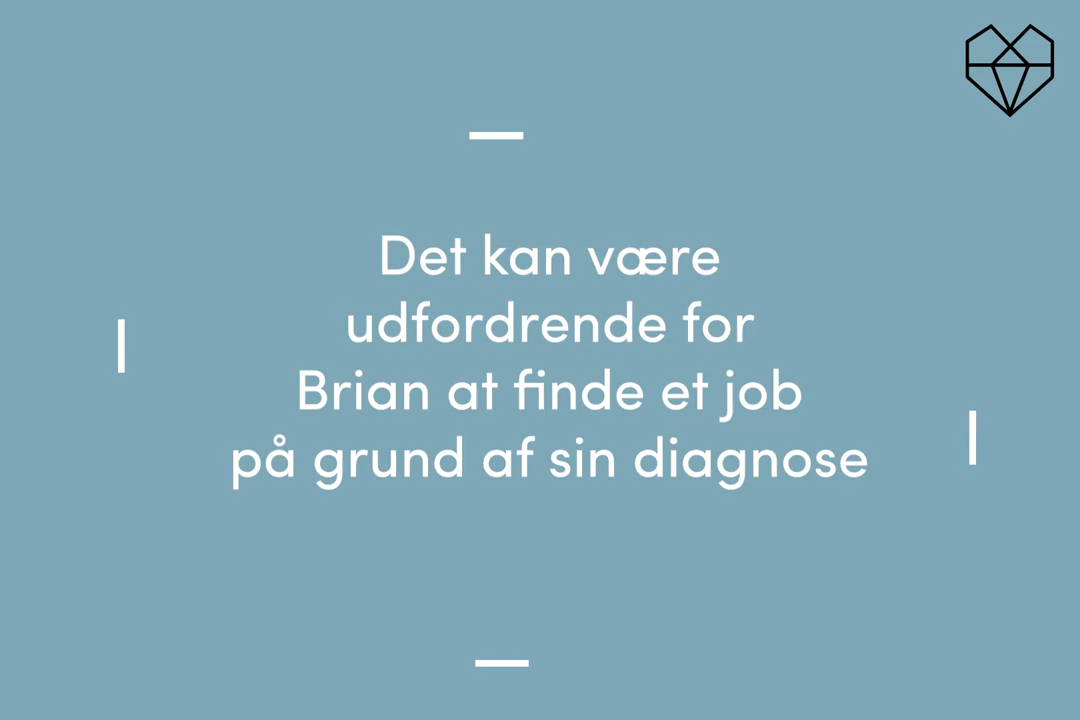 Det kan være
udfordrende for
Brian at finde et job
på grund af sin diagnose